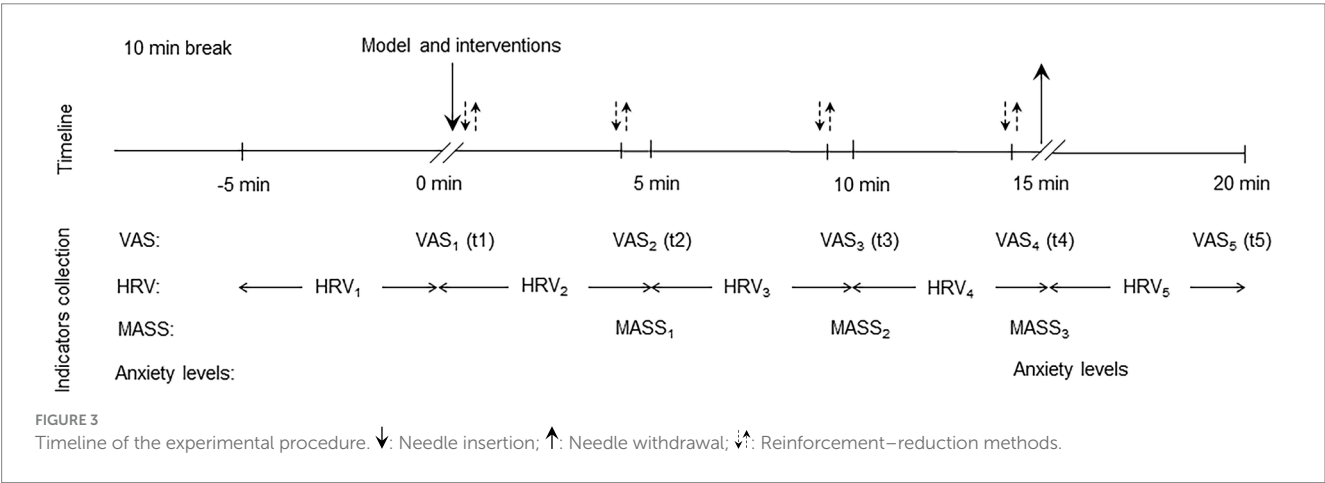 10 min break
Model and interventions
Timeline
-5 min
0 min
5 min
10 min
15 min
20 min
Indicators collection
VAS:
VAS₁ (t1)
VAS₂ (t2)
VAS₃ (t3)
VAS₄ (t4)
VAS₅ (t5)
HRV:
HRV₁
HRV₂
HRV₃
HRV₄
HRV₅
MASS:
MASS₁
MASS₂
MASS₃
Anxiety levels:
Anxiety levels
FIGURE 3
Timeline of the experimental procedure. ↓: Needle insertion; ↑: Needle withdrawal; ⇣⇡: Reinforcement–reduction methods.